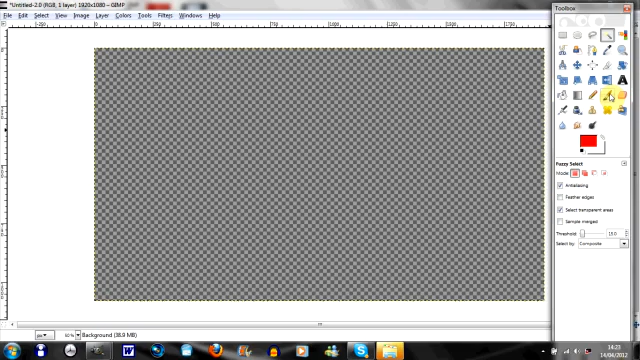 *Untitled-2.0 (RGB, 1 layer) 1920x1080 – GIMP
File Edit Select View Image Layer Colors Tools Filters Windows Help
Toolbox
Fuzzy Select
Mode:
Antialiasing
Feather edges
Select transparent areas
Sample merged
Threshold: 15.0
Select by: Composite
px 60 % Background (38.9 MB)
14:23
14/04/2012